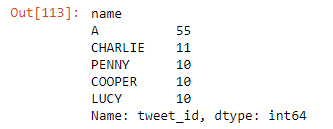 Out[113]: name
A 55
CHARLIE 11
PENNY 10
COOPER 10
LUCY 10
Name: tweet_id, dtype: int64